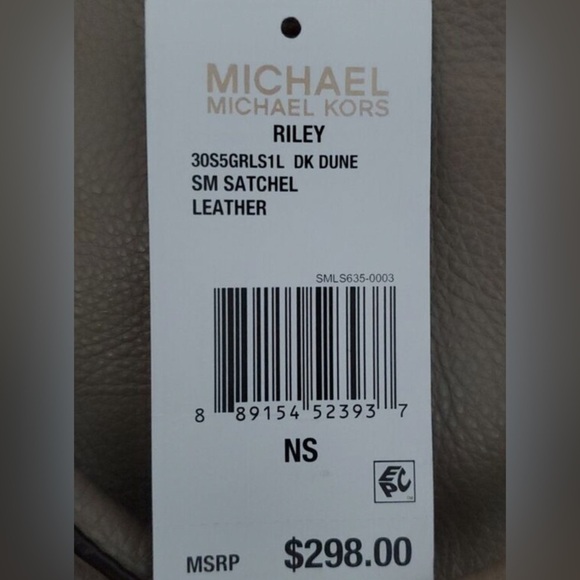 MICHAEL
MICHAEL KORS
RILEY
30S5GRLS1L DK DUNE
SM SATCHEL
LEATHER
SMLS635-0003
8 89154 52393 7
NS
EPC
TM
MSRP $298.00